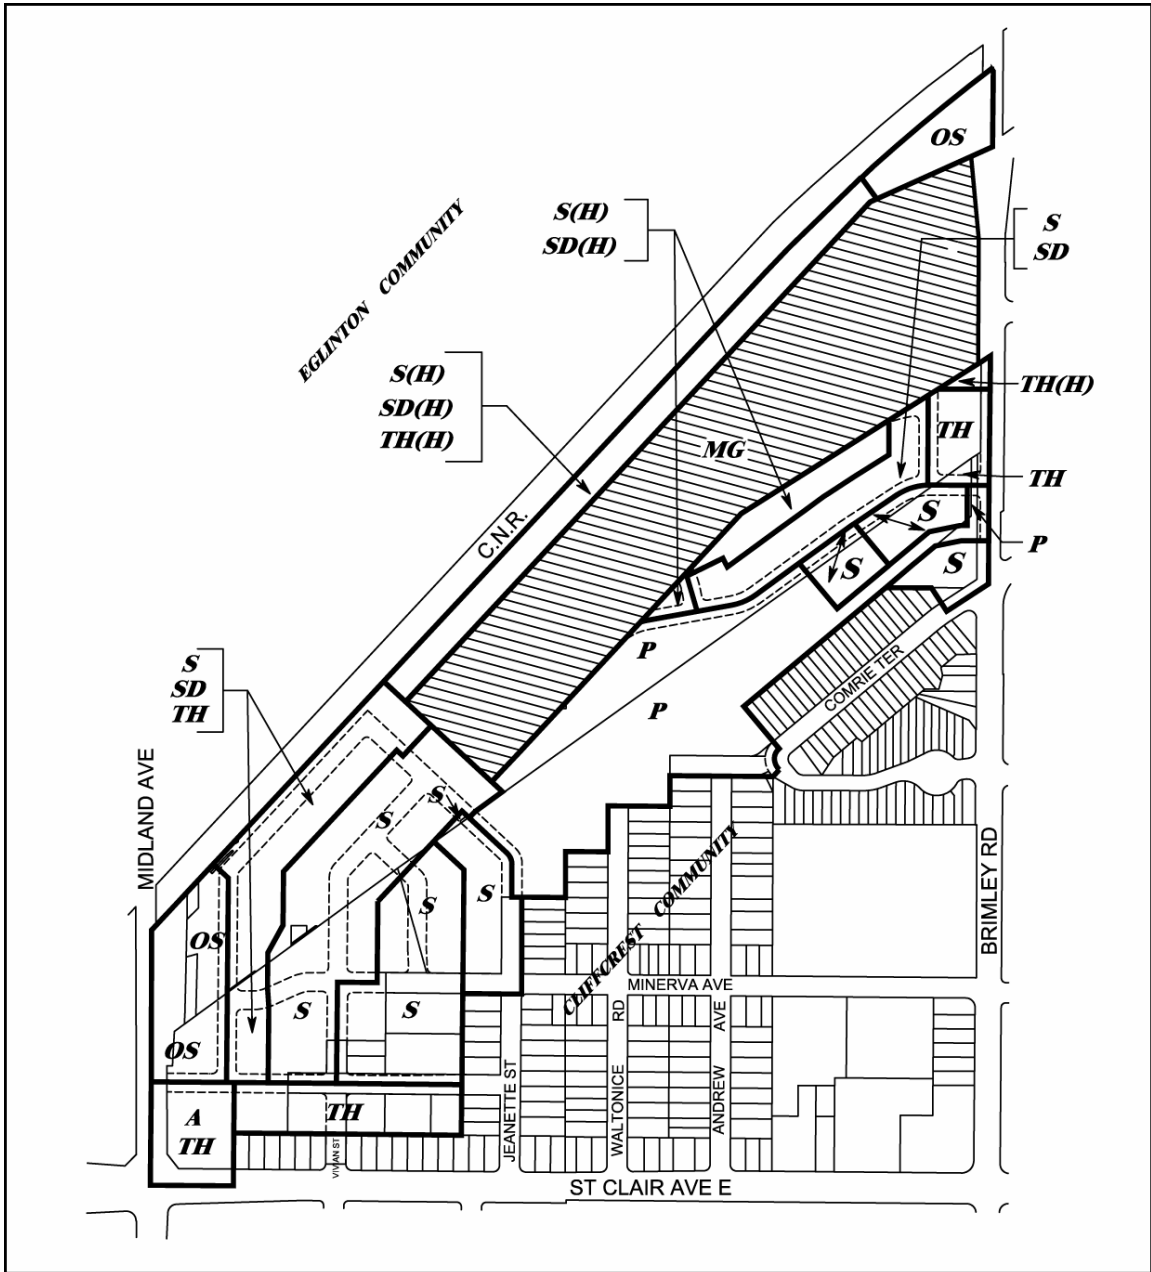 OS
S(H)
SD(H)
S
SD
EGLINTON COMMUNITY
S(H)
SD(H)
TH(H)
TH(H)
MG
TH
TH
C.N.R.
S
P
S
S
P
S
SD
TH
COMRIE TER
P
MIDLAND AVE
S
S
CLIFFCREST COMMUNITY
BRIMLEY RD
S
S
OS
MINERVA AVE
S
S
WALTONICE RD
ANDREW AVE
OS
JEANETTE ST
A
TH
TH
VIVIAN ST
ST CLAIR AVE E